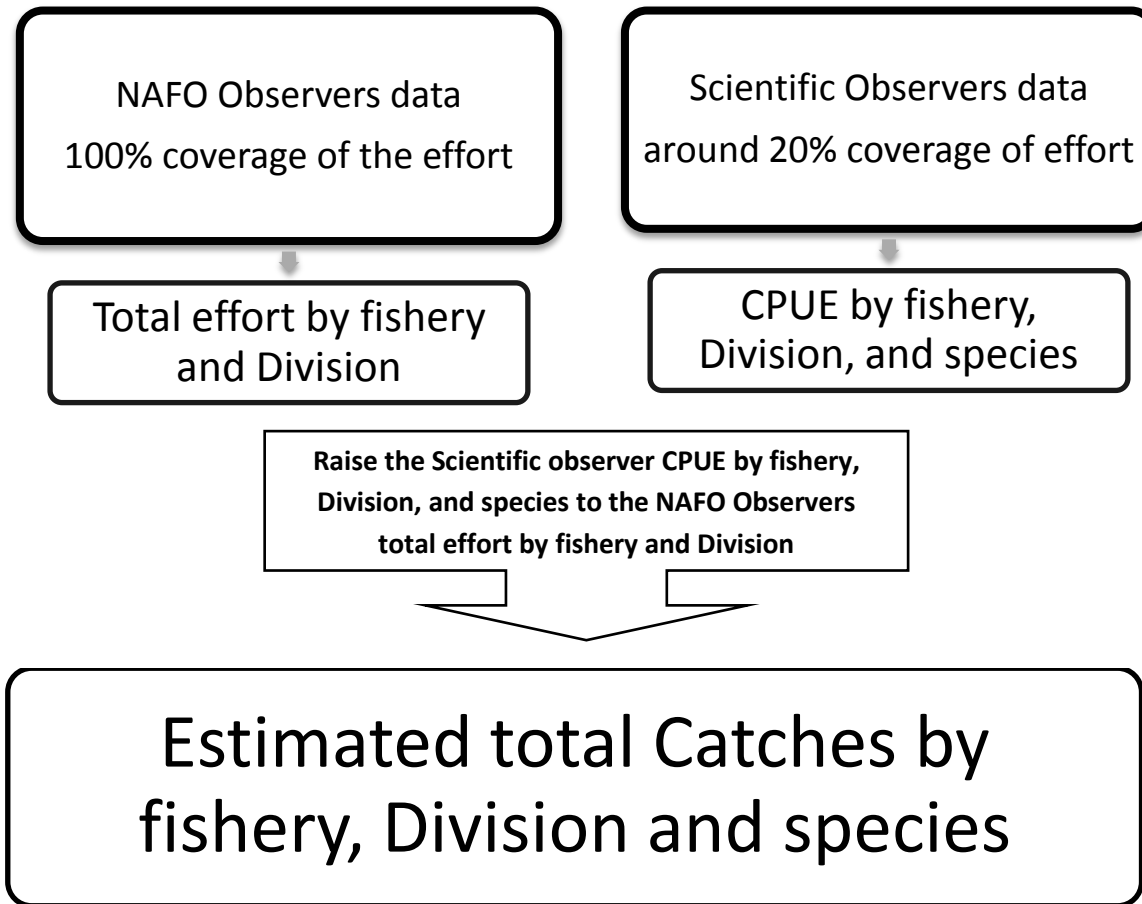 NAFO Observers data
100% coverage of the effort
Scientific Observers data
around 20% coverage of effort
Total effort by fishery
and Division
CPUE by fishery,
Division, and species
Raise the Scientific observer CPUE by fishery,
Division, and species to the NAFO Observers
total effort by fishery and Division
Estimated total Catches by
fishery, Division and species